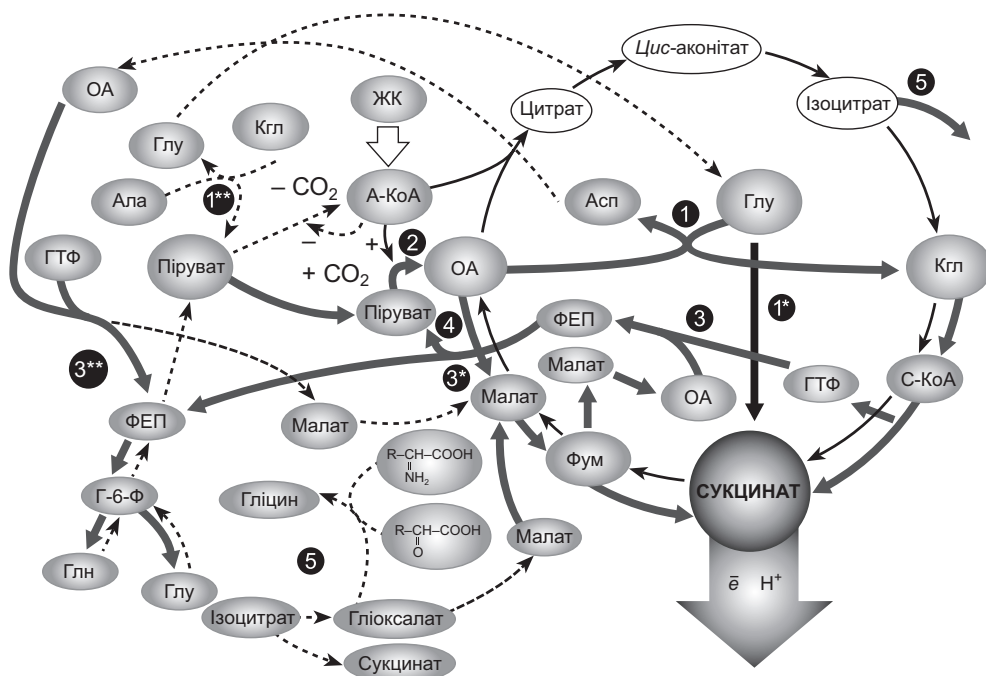 Цис-аконітат
ОА
ЖК
Цитрат
Ізоцитрат
5
Глу
Кгл
Ала
1**
– CO2
А-КоА
Асп
1
Глу
ГТФ
Піруват
–
+
2
+ CO2
ОА
Кгл
Піруват
4
ФЕП
3
1*
3**
3*
Малат
ГТФ
С-КоА
ФЕП
Малат
Малат
ОА
Г-6-Ф
Гліцин
R–CH–COOH
NH2
Фум
СУКЦИНАТ
R–CH–COOH
O
Малат
Глн
5
Глу
ē H+
Ізоцитрат
Гліоксалат
Сукцинат